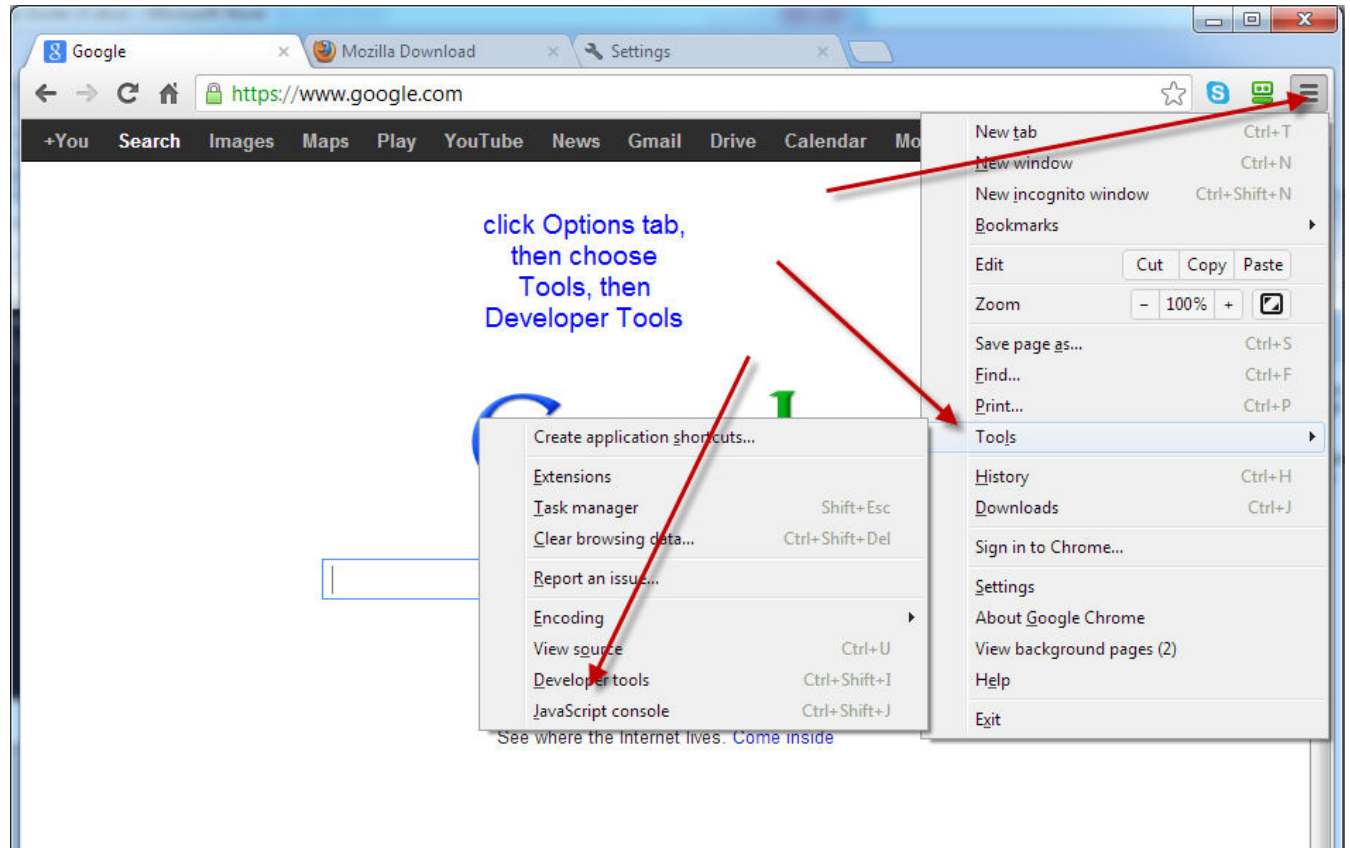 Google
Mozilla Download
Settings
https://www.google.com
+You Search Images Maps Play YouTube News Gmail Drive Calendar Mo
click Options tab,
then choose
Tools, then
Developer Tools
New tab Ctrl+T
New window Ctrl+N
New incognito window Ctrl+Shift+N
Bookmarks
Edit Cut Copy Paste
Zoom - 100% +
Save page as... Ctrl+S
Find... Ctrl+F
Print... Ctrl+P
Tools
History Ctrl+H
Downloads Ctrl+J
Sign in to Chrome...
Settings
About Google Chrome
View background pages (2)
Help
Exit
Create application shortcuts...
Extensions
Task manager Shift+Esc
Clear browsing data... Ctrl+Shift+Del
Report an issue...
Encoding
View source Ctrl+U
Developer tools Ctrl+Shift+I
JavaScript console Ctrl+Shift+J
See where the Internet lives. Come inside